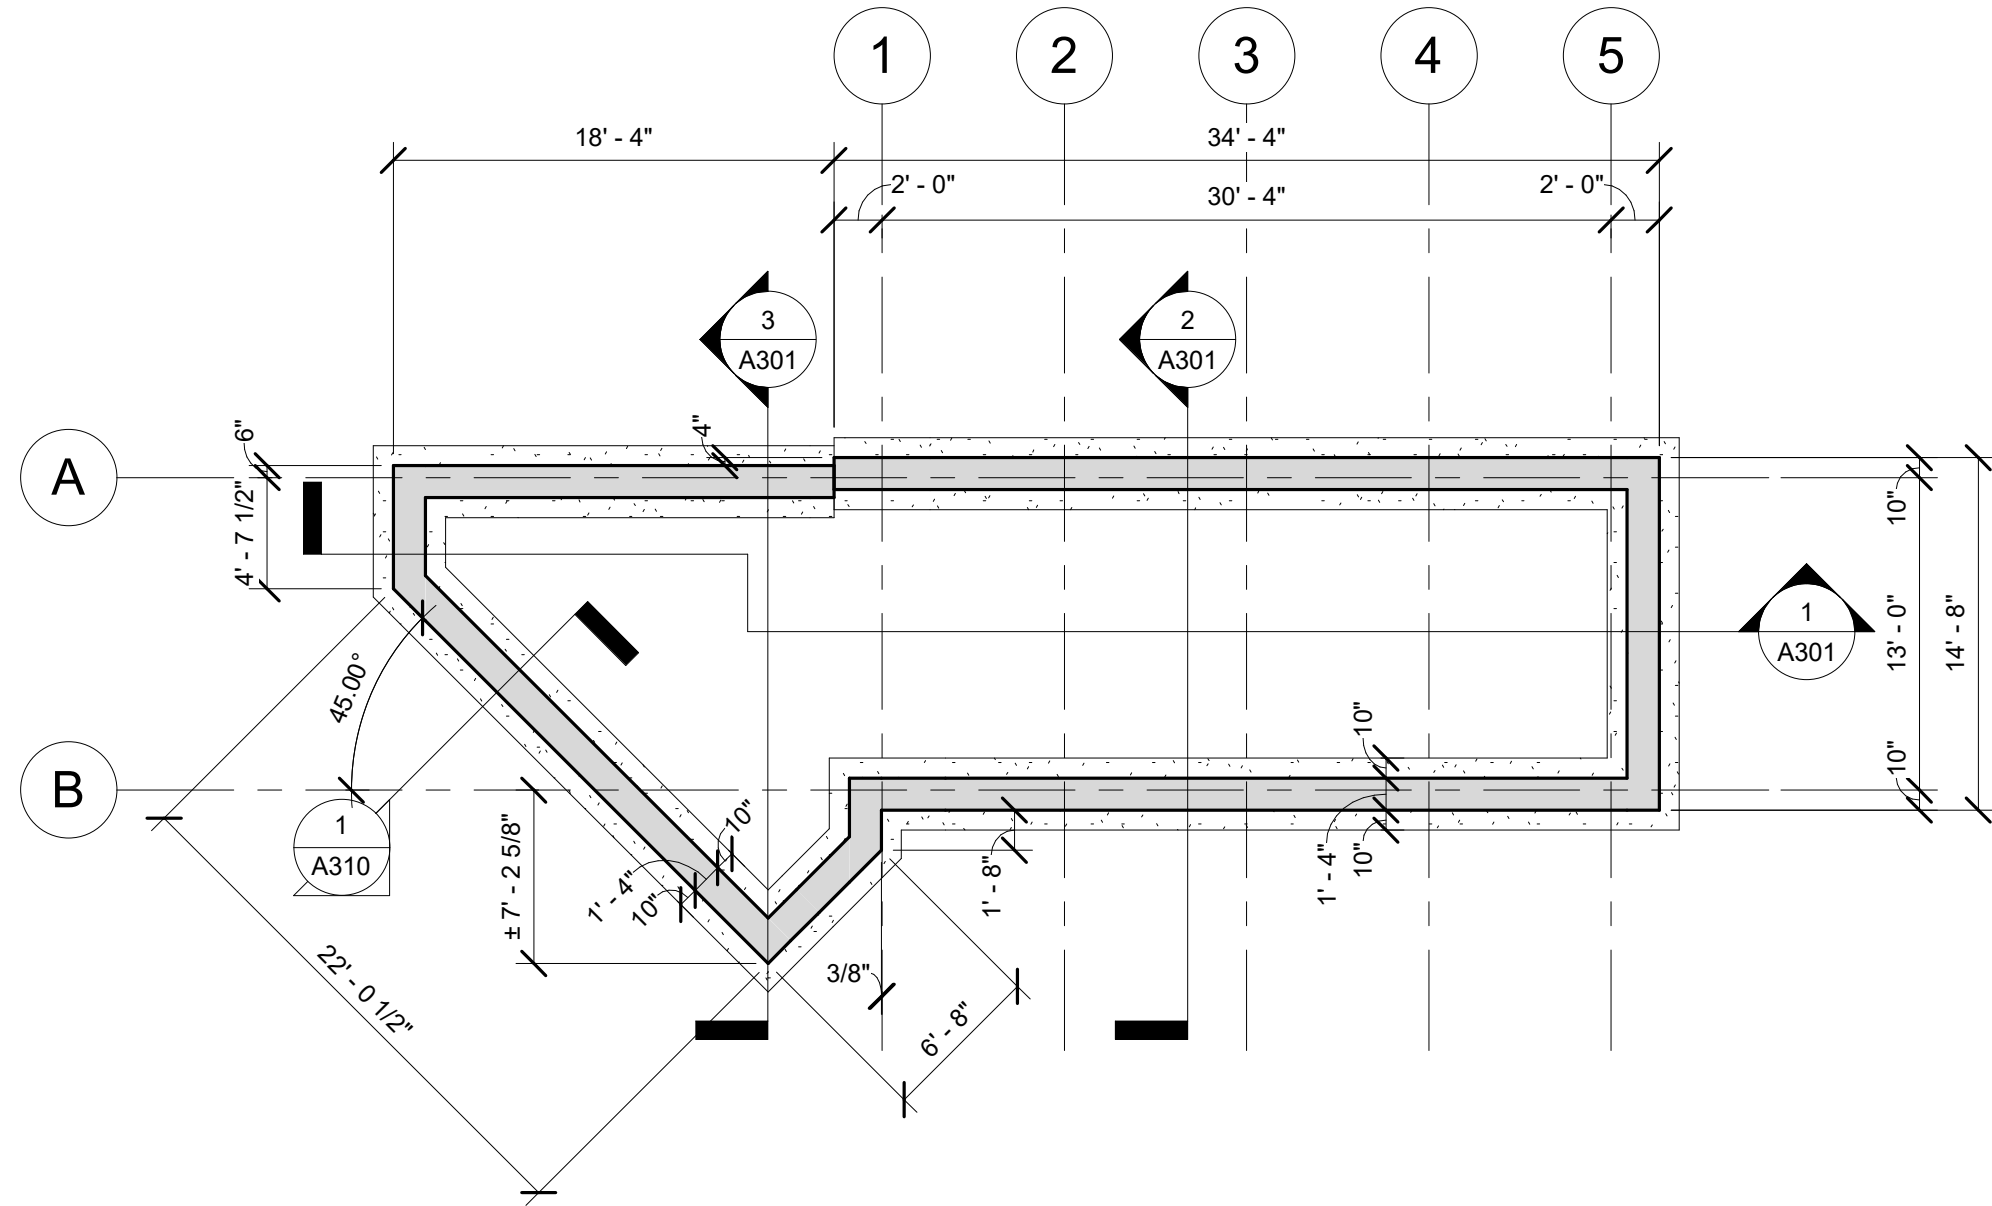 1 2 3 4 5
18' - 4" 34' - 4"
2' - 0" 30' - 4" 2' - 0"
3
A301
2
A301
A
6"
4' - 7 1/2"
4"
10"
13' - 0"
14' - 8"
10"
1
A301
45.00°
B
1
A310
± 7' - 2 5/8"
10"
1' - 4"
10"
10"
1' - 4"
10"
1' - 8"
3/8"
6' - 8"
22' - 0 1/2"